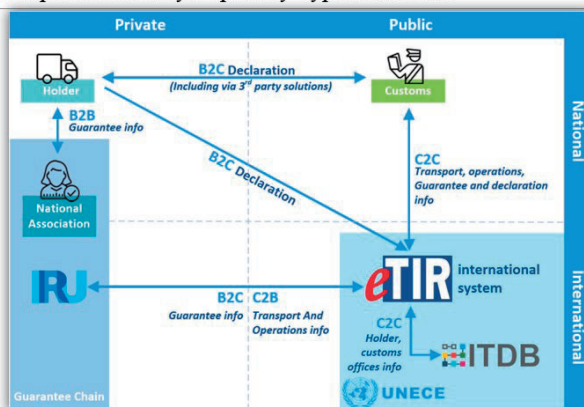 Private
Public
B2C Declaration
(Including via 3rd party solutions)
Holder
Customs
National
B2B
Guarantee info
B2C Declaration
C2C
Transport, operations,
Guarantee and declaration
info
National
Association
IRU
eTIR international
system
International
B2C C2B
Guarantee info Transport And
Operations info
C2C
Holder,
customs
offices info
ITDB
Guarantee Chain
UNECE